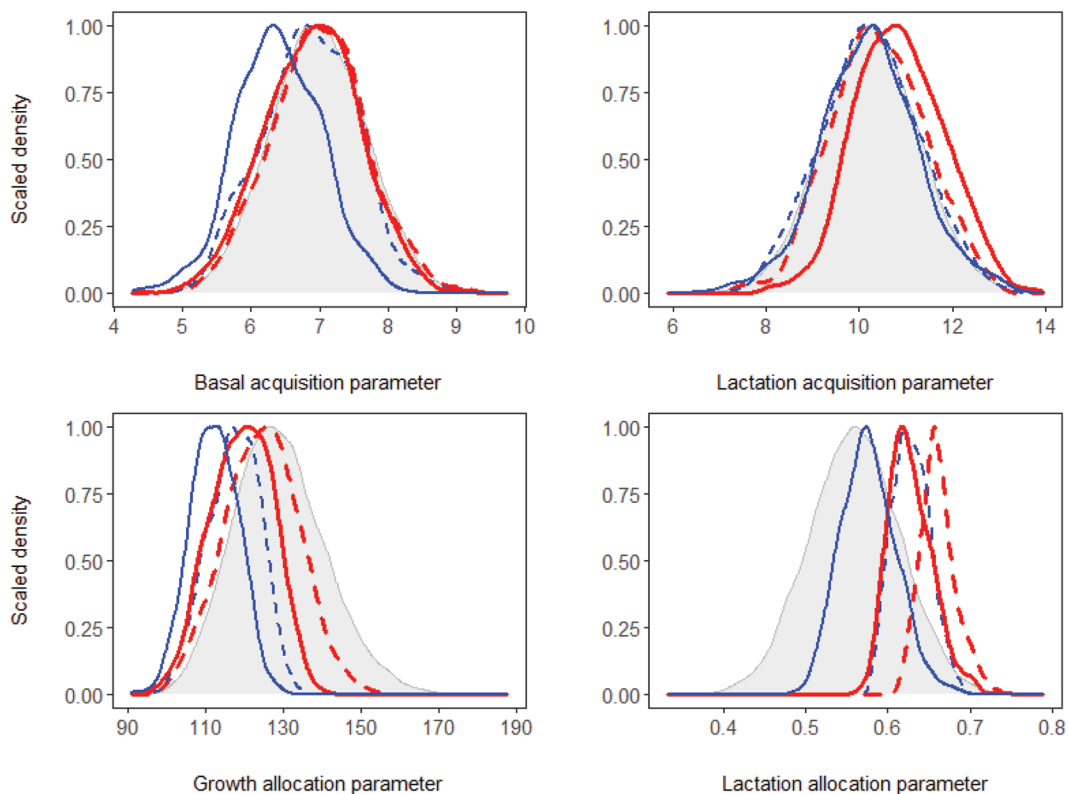 Scaled density
1.00
0.75
0.50
0.25
0.00
4 5 6 7 8 9 10
Basal acquisition parameter
1.00
0.75
0.50
0.25
0.00
6 8 10 12 14
Lactation acquisition parameter
Scaled density
1.00
0.75
0.50
0.25
0.00
90 110 130 150 170 190
Growth allocation parameter
1.00
0.75
0.50
0.25
0.00
0.4 0.5 0.6 0.7 0.8
Lactation allocation parameter